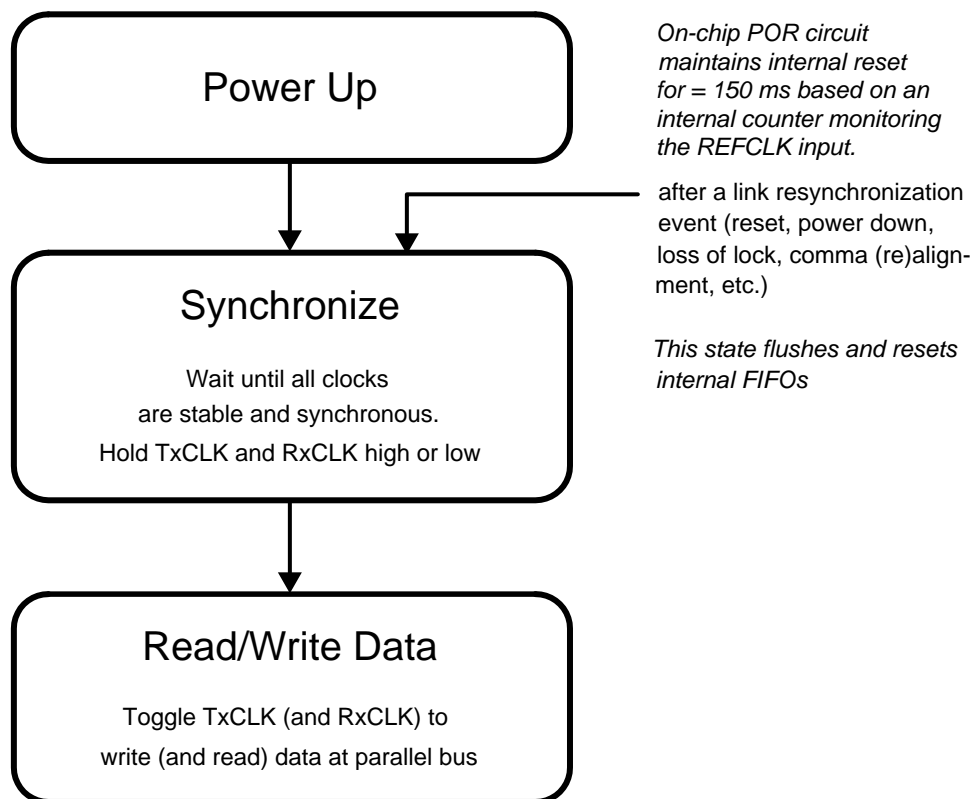 Power Up
On-chip POR circuit
maintains internal reset
for = 150 ms based on an
internal counter monitoring
the REFCLK input.
after a link resynchronization
event (reset, power down,
loss of lock, comma (re)align-
ment, etc.)
Synchronize
Wait until all clocks
are stable and synchronous.
Hold TxCLK and RxCLK high or low
This state flushes and resets
internal FIFOs
Read/Write Data
Toggle TxCLK (and RxCLK) to
write (and read) data at parallel bus